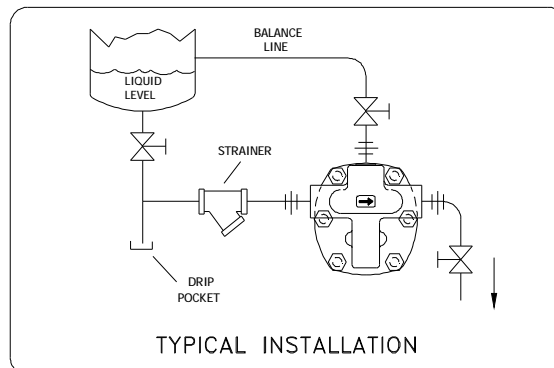 BALANCE
LINE
LIQUID
LEVEL
STRAINER
DRIP
POCKET
TYPICAL INSTALLATION